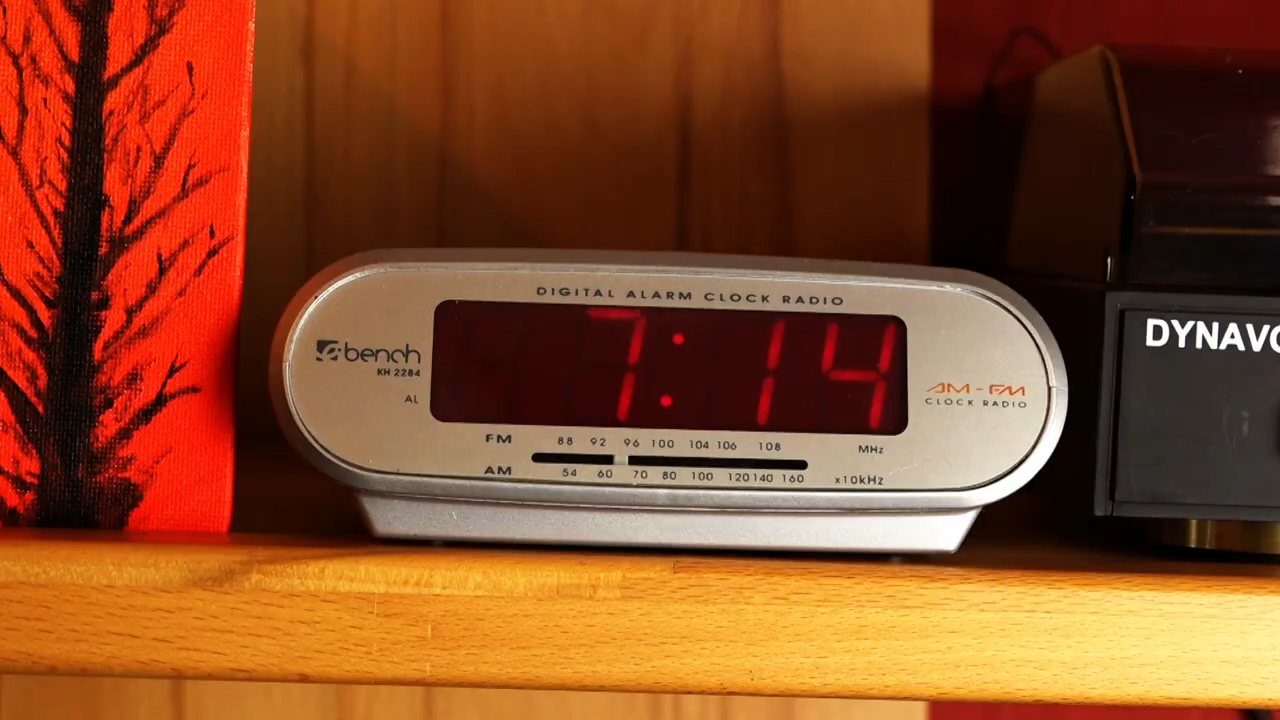 DIGITAL ALARM CLOCK RADIO
7:14
ebench
KH 2284
AL
AM - FM
CLOCK RADIO
FM 88 92 96 100 104 106 108 MHz
AM 54 60 70 80 100 120 140 160 x10kHz
DYNAVO